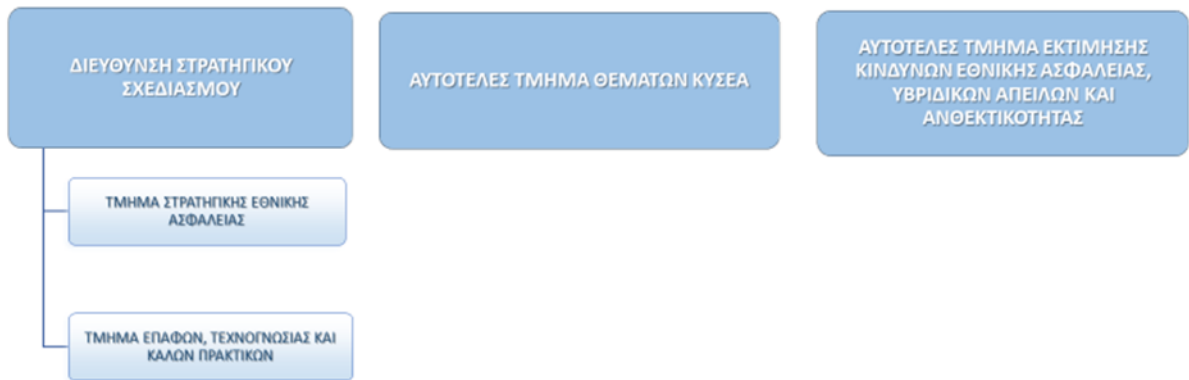 ΔΙΕΥΘΥΝΣΗ ΣΤΡΑΤΗΓΙΚΟΥ
ΣΧΕΔΙΑΣΜΟΥ
ΑΥΤΟΤΕΛΕΣ ΤΜΗΜΑ ΘΕΜΑΤΩΝ ΚΥΣΕΑ
ΑΥΤΟΤΕΛΕΣ ΤΜΗΜΑ ΕΚΤΙΜΗΣΗΣ
ΚΙΝΔΥΝΩΝ ΕΘΝΙΚΗΣ ΑΣΦΑΛΕΙΑΣ,
ΥΒΡΙΔΙΚΩΝ ΑΠΕΙΛΩΝ ΚΑΙ
ΑΝΘΕΚΤΙΚΟΤΗΤΑΣ
ΤΜΗΜΑ ΣΤΡΑΤΗΓΙΚΗΣ ΕΘΝΙΚΗΣ
ΑΣΦΑΛΕΙΑΣ
ΤΜΗΜΑ ΕΠΑΦΩΝ, ΤΕΧΝΟΓΝΩΣΙΑΣ ΚΑΙ
ΚΑΛΩΝ ΠΡΑΚΤΙΚΩΝ